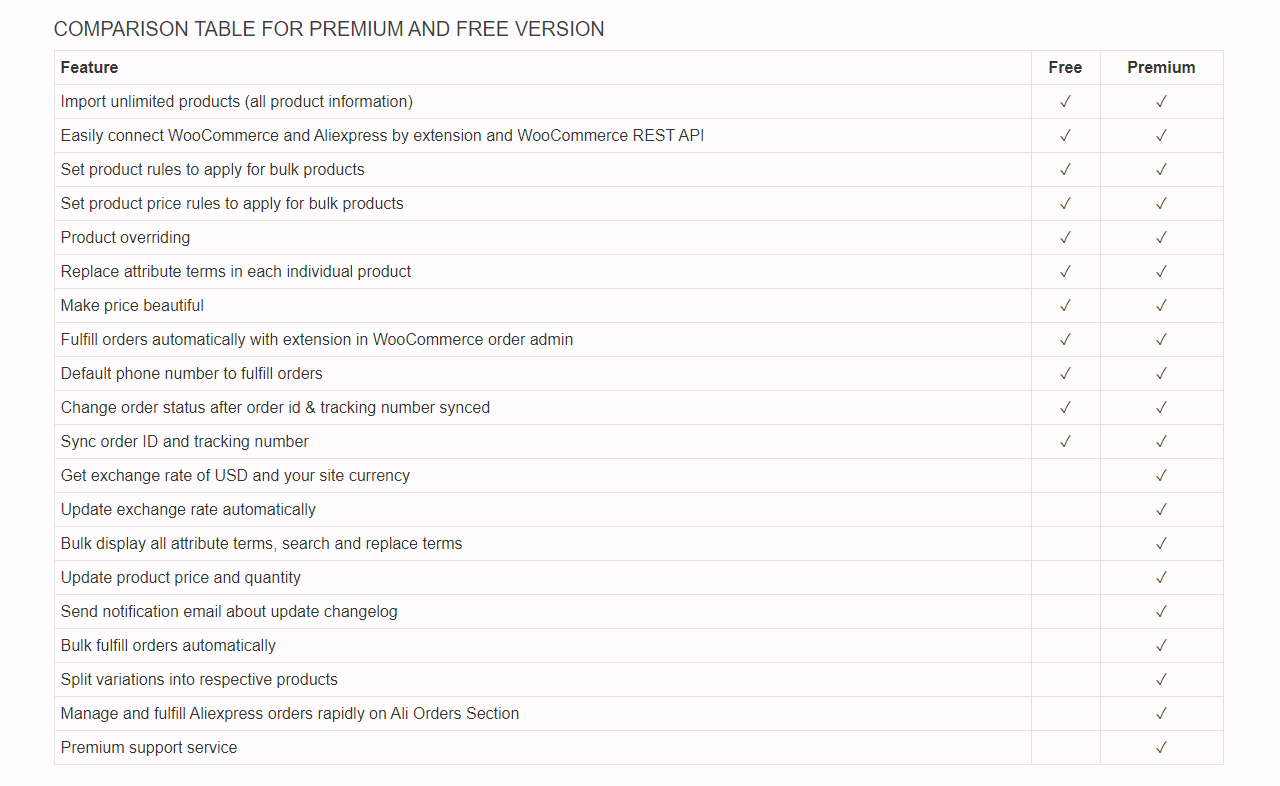 COMPARISON TABLE FOR PREMIUM AND FREE VERSION
Feature Free Premium
Import unlimited products (all product information) ✓ ✓
Easily connect WooCommerce and Aliexpress by extension and WooCommerce REST API ✓ ✓
Set product rules to apply for bulk products ✓ ✓
Set product price rules to apply for bulk products ✓ ✓
Product overriding ✓ ✓
Replace attribute terms in each individual product ✓ ✓
Make price beautiful ✓ ✓
Fulfill orders automatically with extension in WooCommerce order admin ✓ ✓
Default phone number to fulfill orders ✓ ✓
Change order status after order id & tracking number synced ✓ ✓
Sync order ID and tracking number ✓ ✓
Get exchange rate of USD and your site currency ✓
Update exchange rate automatically ✓
Bulk display all attribute terms, search and replace terms ✓
Update product price and quantity ✓
Send notification email about update changelog ✓
Bulk fulfill orders automatically ✓
Split variations into respective products ✓
Manage and fulfill Aliexpress orders rapidly on Ali Orders Section ✓
Premium support service ✓